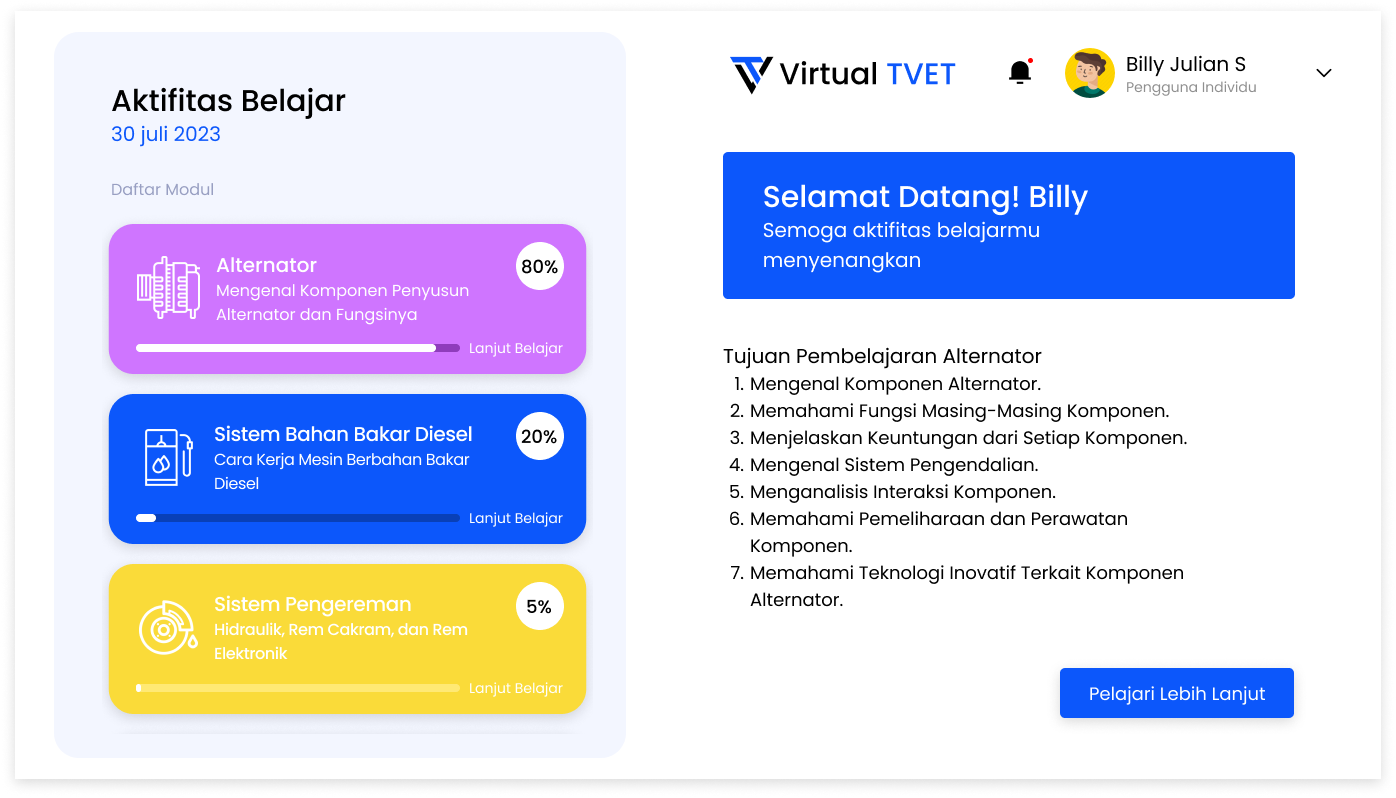 Aktifitas Belajar
30 juli 2023
Daftar Modul
Alternator
80%
Mengenal Komponen Penyusun
Alternator dan Fungsinya
Lanjut Belajar
Sistem Bahan Bakar Diesel
20%
Cara Kerja Mesin Berbahan Bakar
Diesel
Lanjut Belajar
Sistem Pengereman
5%
Hidraulik, Rem Cakram, dan Rem
Elektronik
Lanjut Belajar
Virtual TVET
Billy Julian S
Pengguna Individu
Selamat Datang! Billy
Semoga aktifitas belajarmu
menyenangkan
Tujuan Pembelajaran Alternator
1. Mengenal Komponen Alternator.
2. Memahami Fungsi Masing-Masing Komponen.
3. Menjelaskan Keuntungan dari Setiap Komponen.
4. Mengenal Sistem Pengendalian.
5. Menganalisis Interaksi Komponen.
6. Memahami Pemeliharaan dan Perawatan
Komponen.
7. Memahami Teknologi Inovatif Terkait Komponen
Alternator.
Pelajari Lebih Lanjut